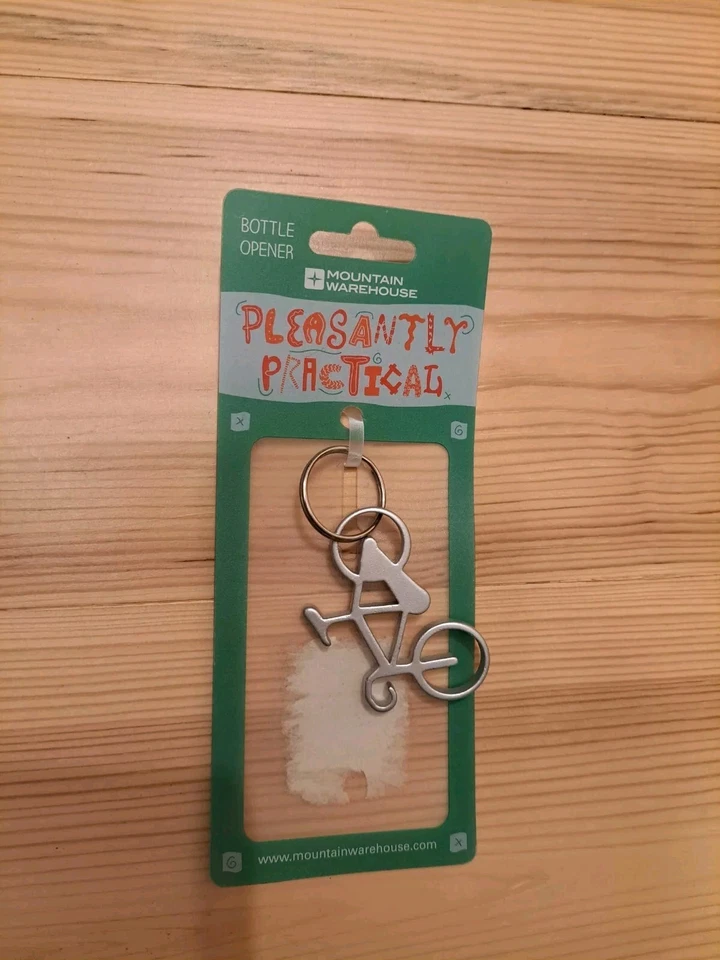 BOTTLE
OPENER
MOUNTAIN
WAREHOUSE
PLEASANTLY
PRACTICAL
x
x
G
G
www.mountainwarehouse.com
x